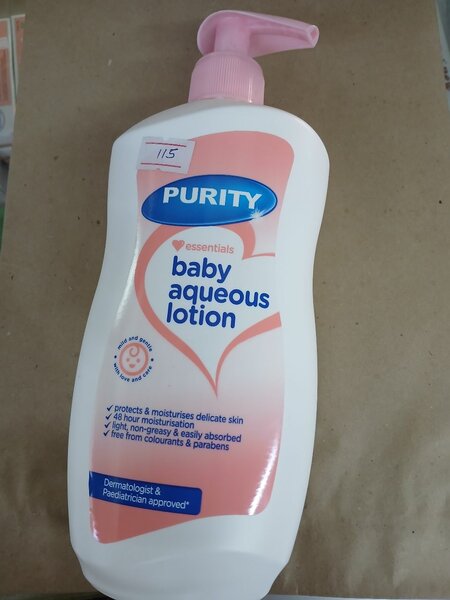 115
PURITY
essentials
baby
aqueous
lotion
mild and gentle
with love and care
✓ protects & moisturises delicate skin
✓ 48 hour moisturisation
✓ light, non-greasy & easily absorbed
✓ free from colourants & parabens
Dermatologist &
Paediatrician approved*